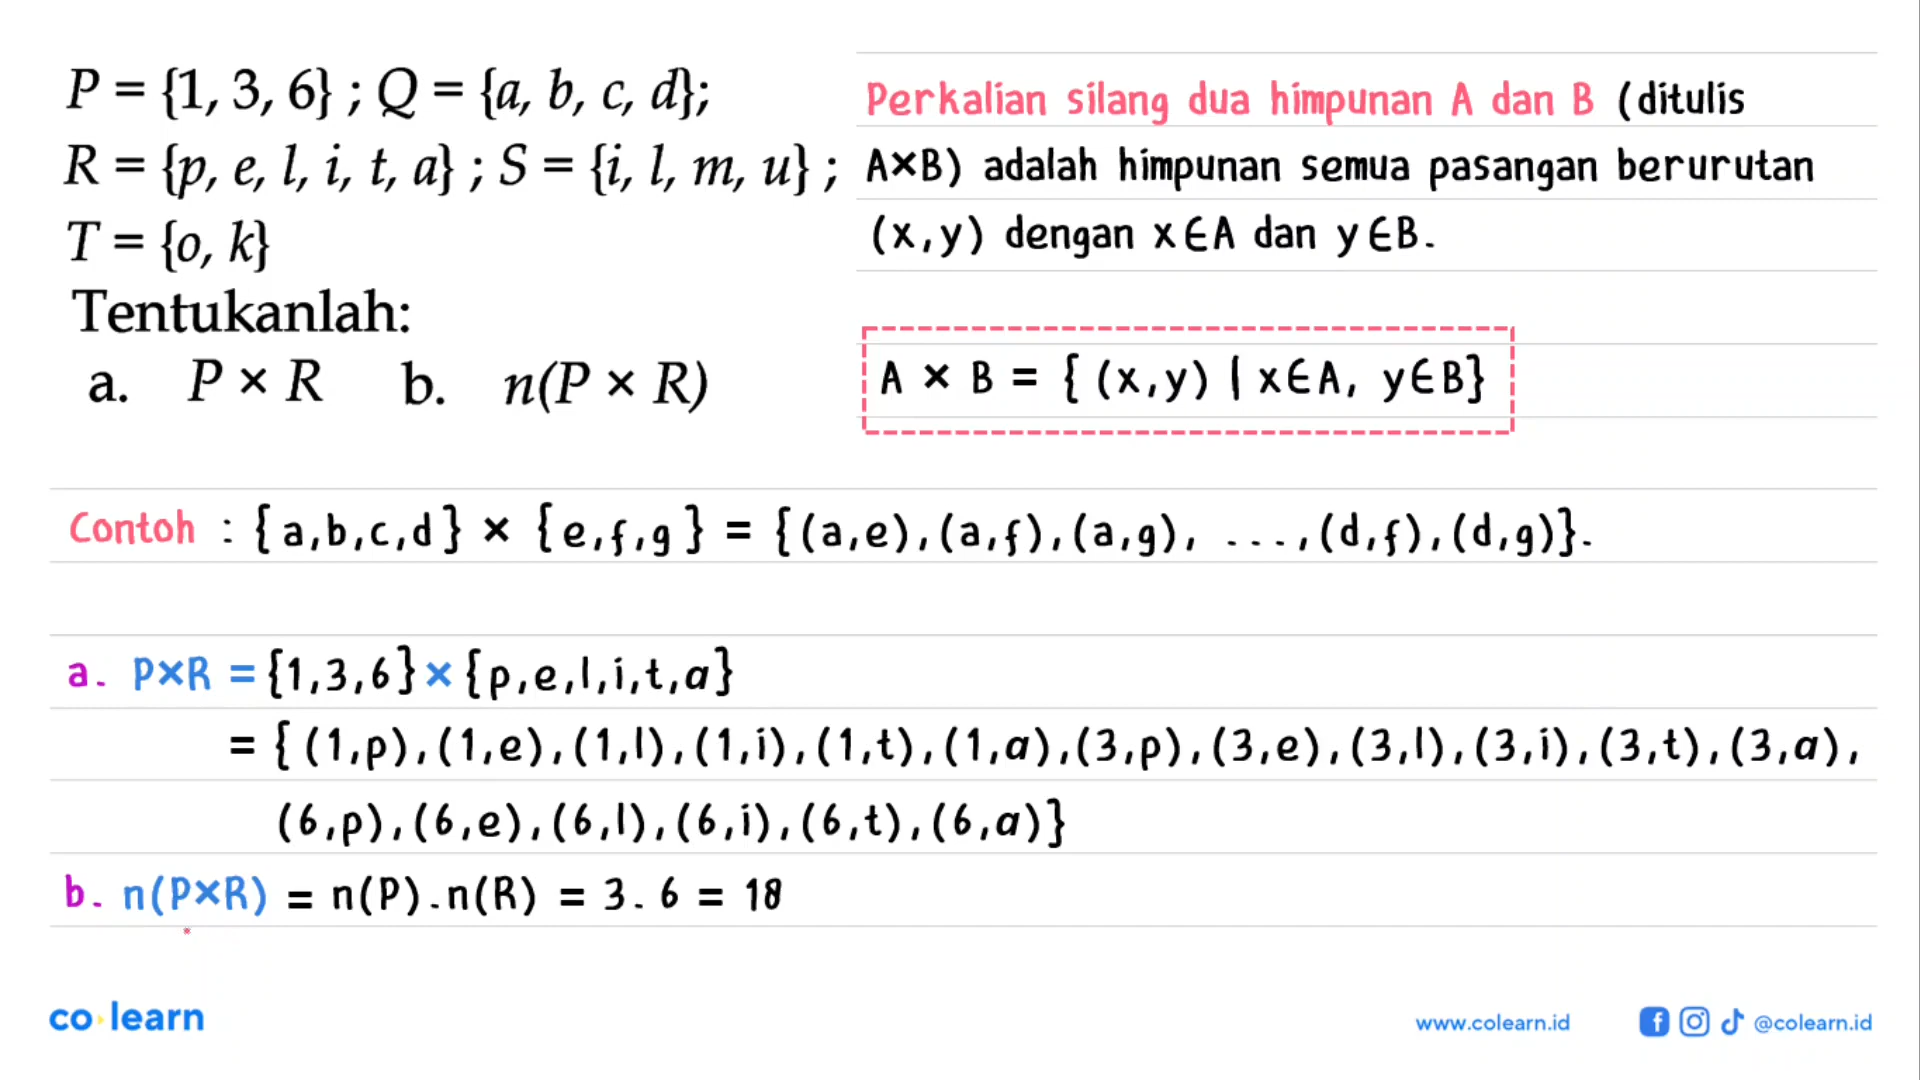 P = {1, 3, 6} ; Q = {a, b, c, d};
R = {p, e, l, i, t, a} ; S = {i, l, m, u} ;
T = {o, k}
Tentukanlah:
a. P × R b. n(P × R)
Perkalian silang dua himpunan A dan B (ditulis
A×B) adalah himpunan semua pasangan berurutan
(x,y) dengan x∈A dan y∈B.
A × B = { (x,y) | x∈A, y∈B}
Contoh : {a,b,c,d} × {e,f,g} = {(a,e),(a,f),(a,g), ...,(d,f),(d,g)}.
a. P×R = {1,3,6} × {p,e,l,i,t,a}
= { (1,p),(1,e),(1,l),(1,i),(1,t),(1,a),(3,p),(3,e),(3,l),(3,i),(3,t),(3,a),
(6,p),(6,e),(6,l),(6,i),(6,t),(6,a)}
b. n(P×R) = n(P).n(R) = 3. 6 = 18
co learn
www.colearn.id
@colearn.id